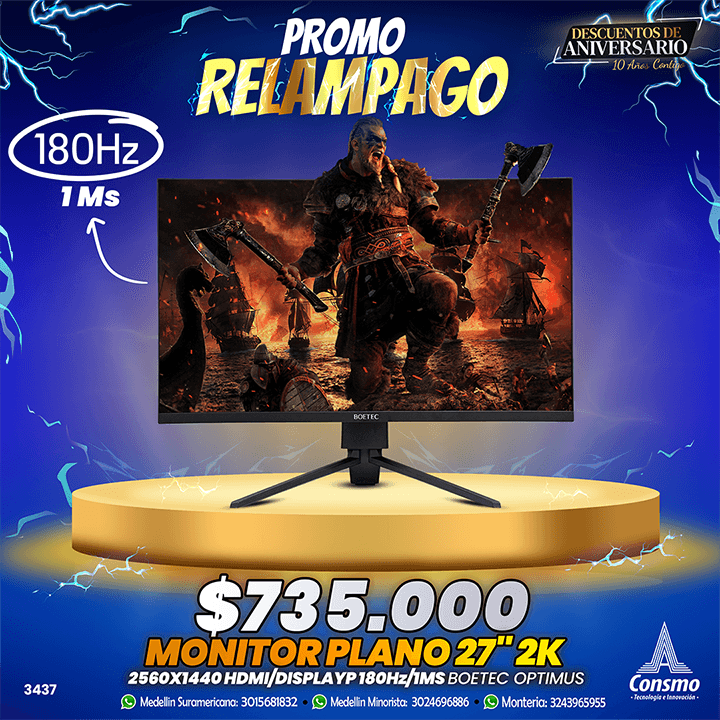 PROMO
RELAMPAGO
DESCUENTOS DE
ANIVERSARIO
10 Años Contigo
180Hz
1 Ms
BOETEC
$735.000
MONITOR PLANO 27" 2K
2560X1440 HDMI/DISPLAYP 180Hz/1MS BOETEC OPTIMUS
3437
Medellin Suramericana: 3015681832 • Medellin Minorista: 3024696886 • Monteria: 3243965955
Consmo
• Tecnología e Innovación •